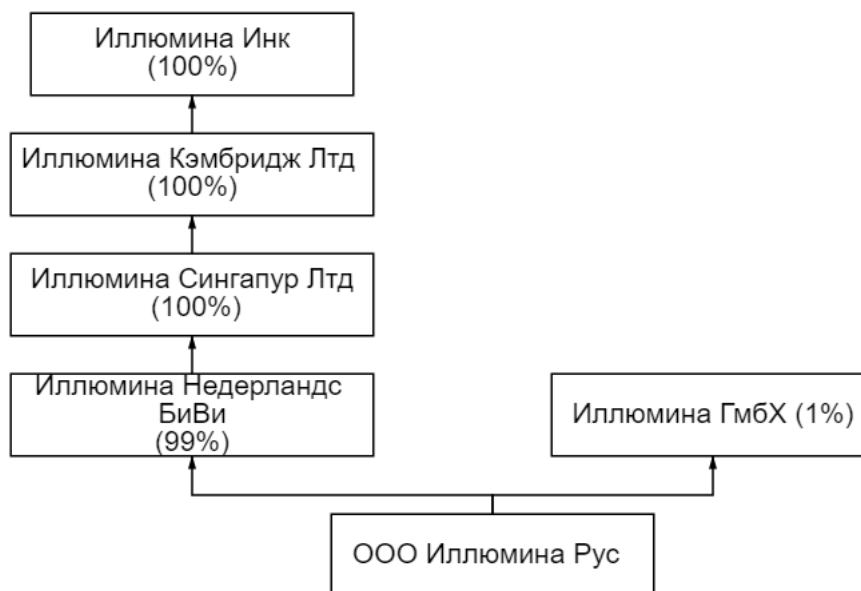 Иллюмина Инк
(100%)
Иллюмина Кэмбридж Лтд
(100%)
Иллюмина Сингапур Лтд
(100%)
Иллюмина Недерландс
БиВи
(99%)
Иллюмина ГмбХ (1%)
ООО Иллюмина Рус